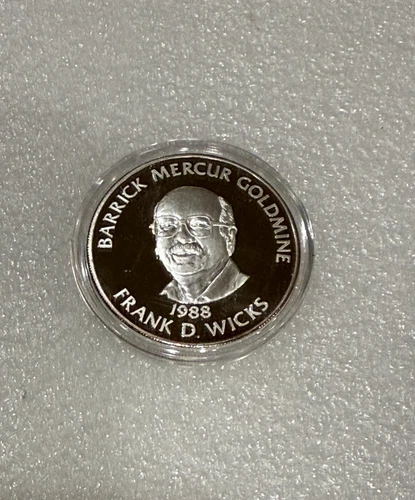 BARRICK MERCUR GOLDMINE
1988
FRANK D. WICKS